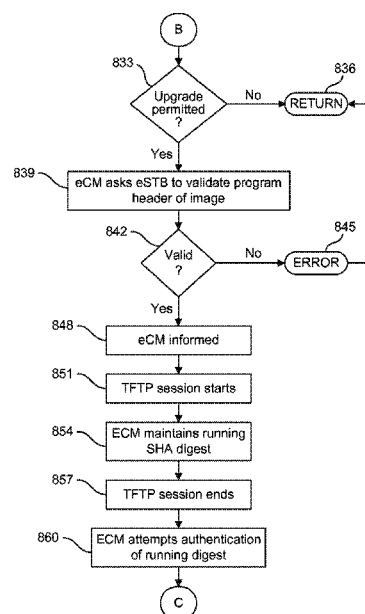 B
833
836
Upgrade
permitted
?
No
RETURN
Yes
839
eCM asks eSTB to validate program
header of image
842
845
Valid
?
No
ERROR
Yes
848
eCM informed
851
TFTP session starts
854
ECM maintains running
SHA digest
857
TFTP session ends
860
ECM attempts authentication
of running digest
C